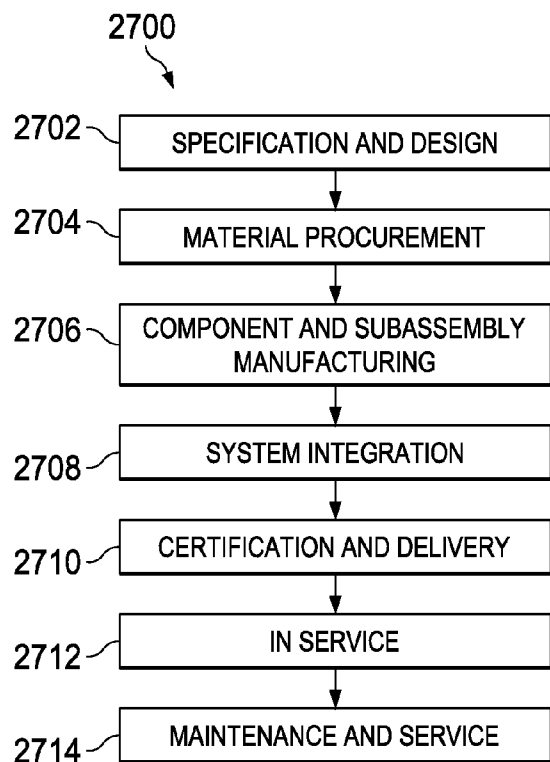 2700
2702
SPECIFICATION AND DESIGN
2704
MATERIAL PROCUREMENT
2706
COMPONENT AND SUBASSEMBLY
MANUFACTURING
2708
SYSTEM INTEGRATION
2710
CERTIFICATION AND DELIVERY
2712
IN SERVICE
2714
MAINTENANCE AND SERVICE